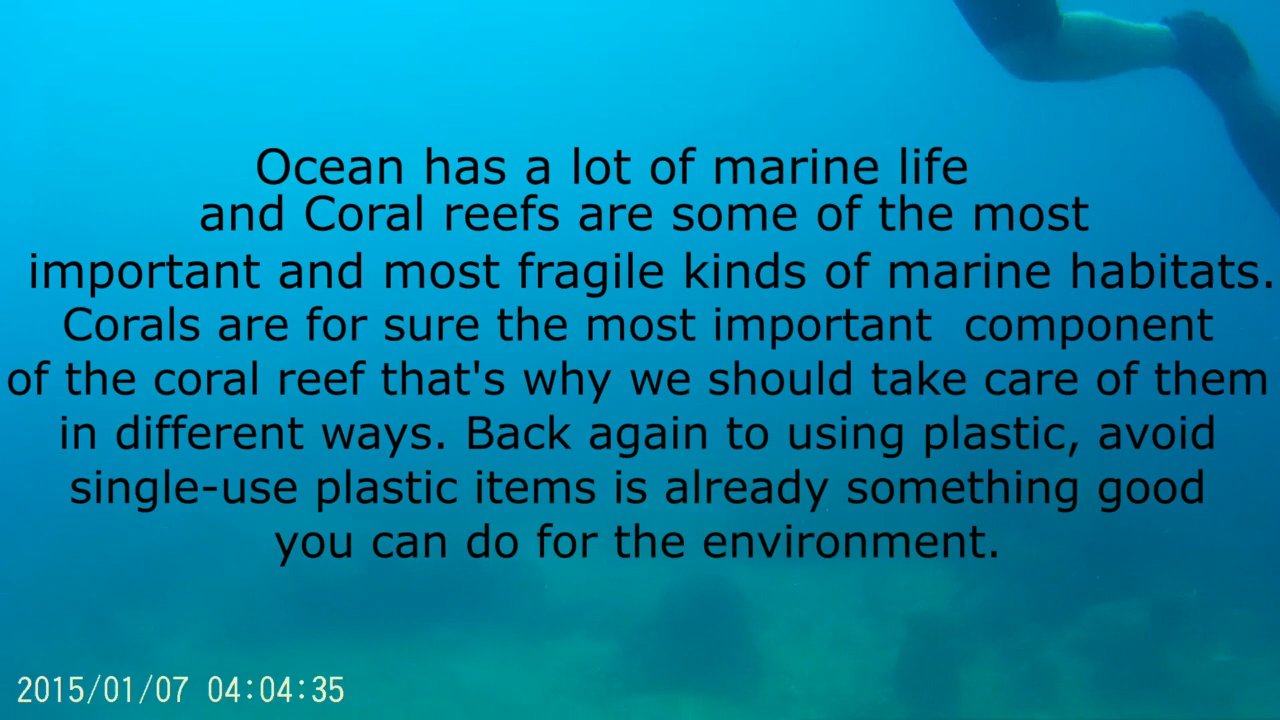 Ocean has a lot of marine life
and Coral reefs are some of the most
important and most fragile kinds of marine habitats.
Corals are for sure the most important  component
of the coral reef that's why we should take care of them
in different ways. Back again to using plastic, avoid
single-use plastic items is already something good
you can do for the environment.
2015/01/07 04:04:35